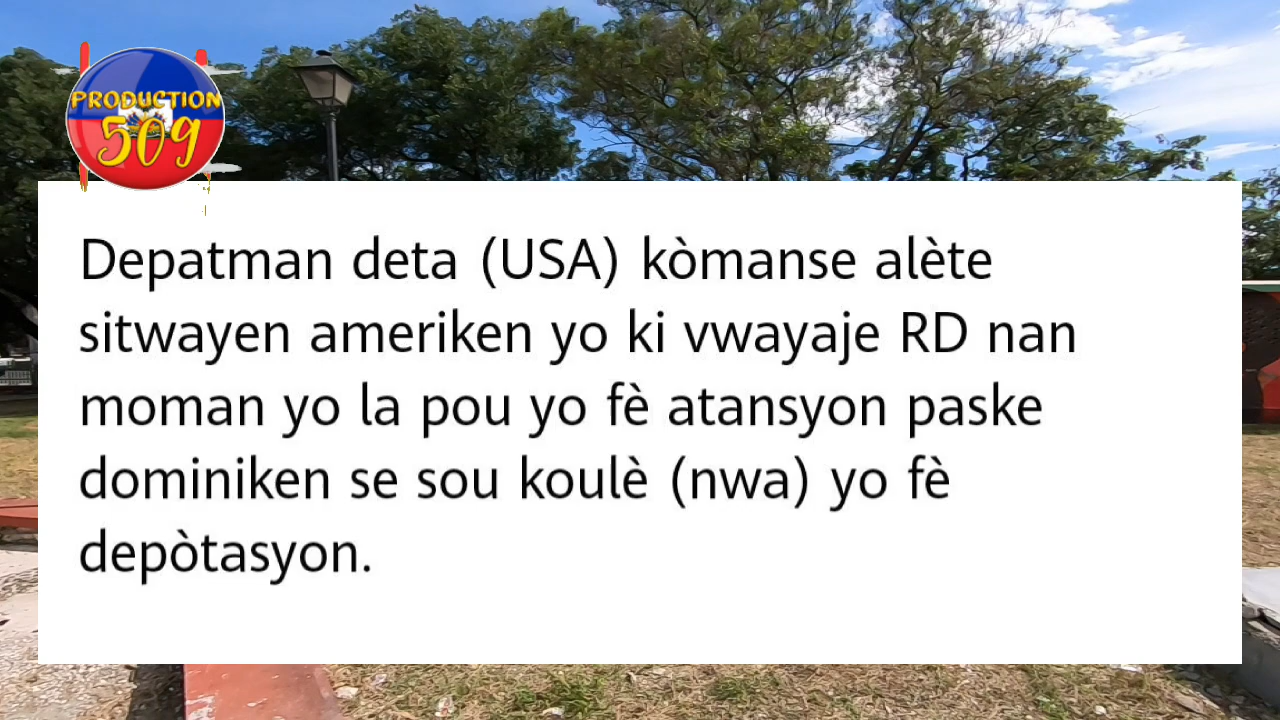 PRODUCTION
509
Depatman deta (USA) kòmanse alète
sitwayen ameriken yo ki vwayaje RD nan
moman yo la pou yo fè atansyon paske
dominiken se sou koulè (nwa) yo fè
depòtasyon.